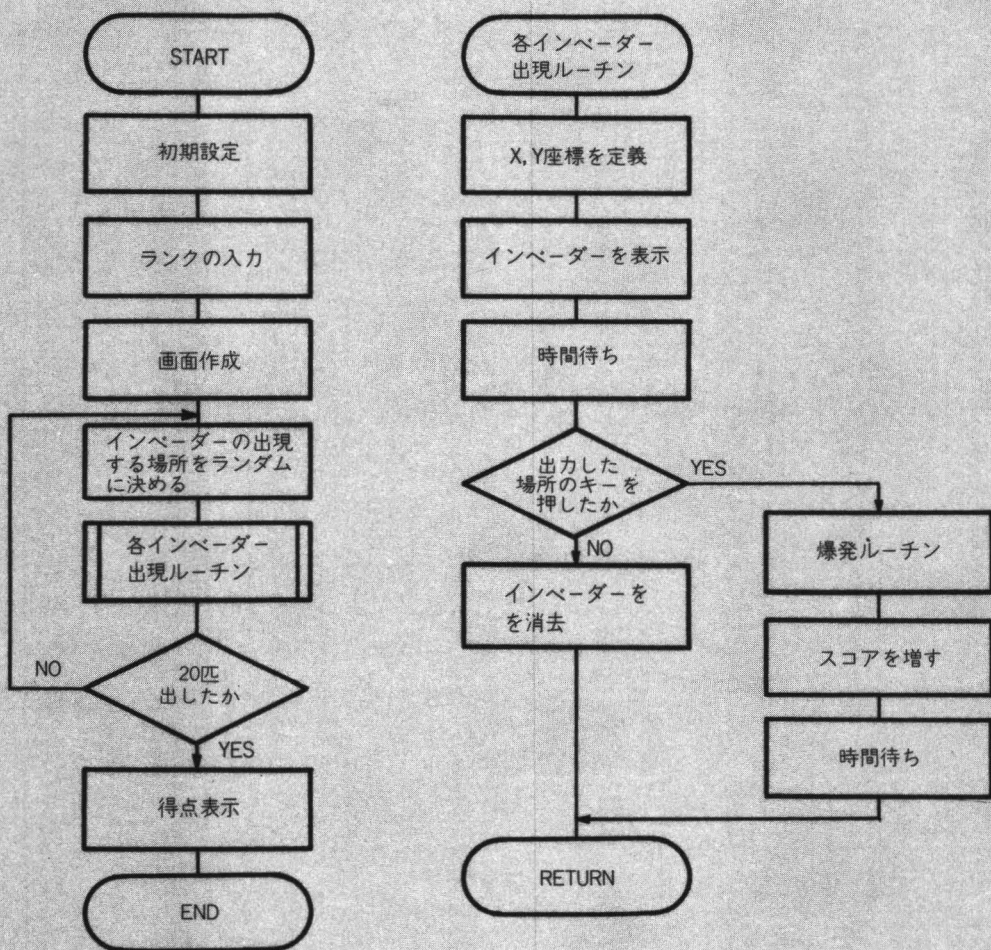 START
初期設定
ランクの入力
画面作成
インベーダーの出現
する場所をランダム
に決める
各インベーダー
出現ルーチン
20匹
出したか
NO
YES
得点表示
END
各インベーダー
出現ルーチン
X, Y座標を定義
インベーダーを表示
時間待ち
出力した
場所のキーを
押したか
YES
NO
インベーダーを
を消去
爆発ルーチン
スコアを増す
時間待ち
RETURN